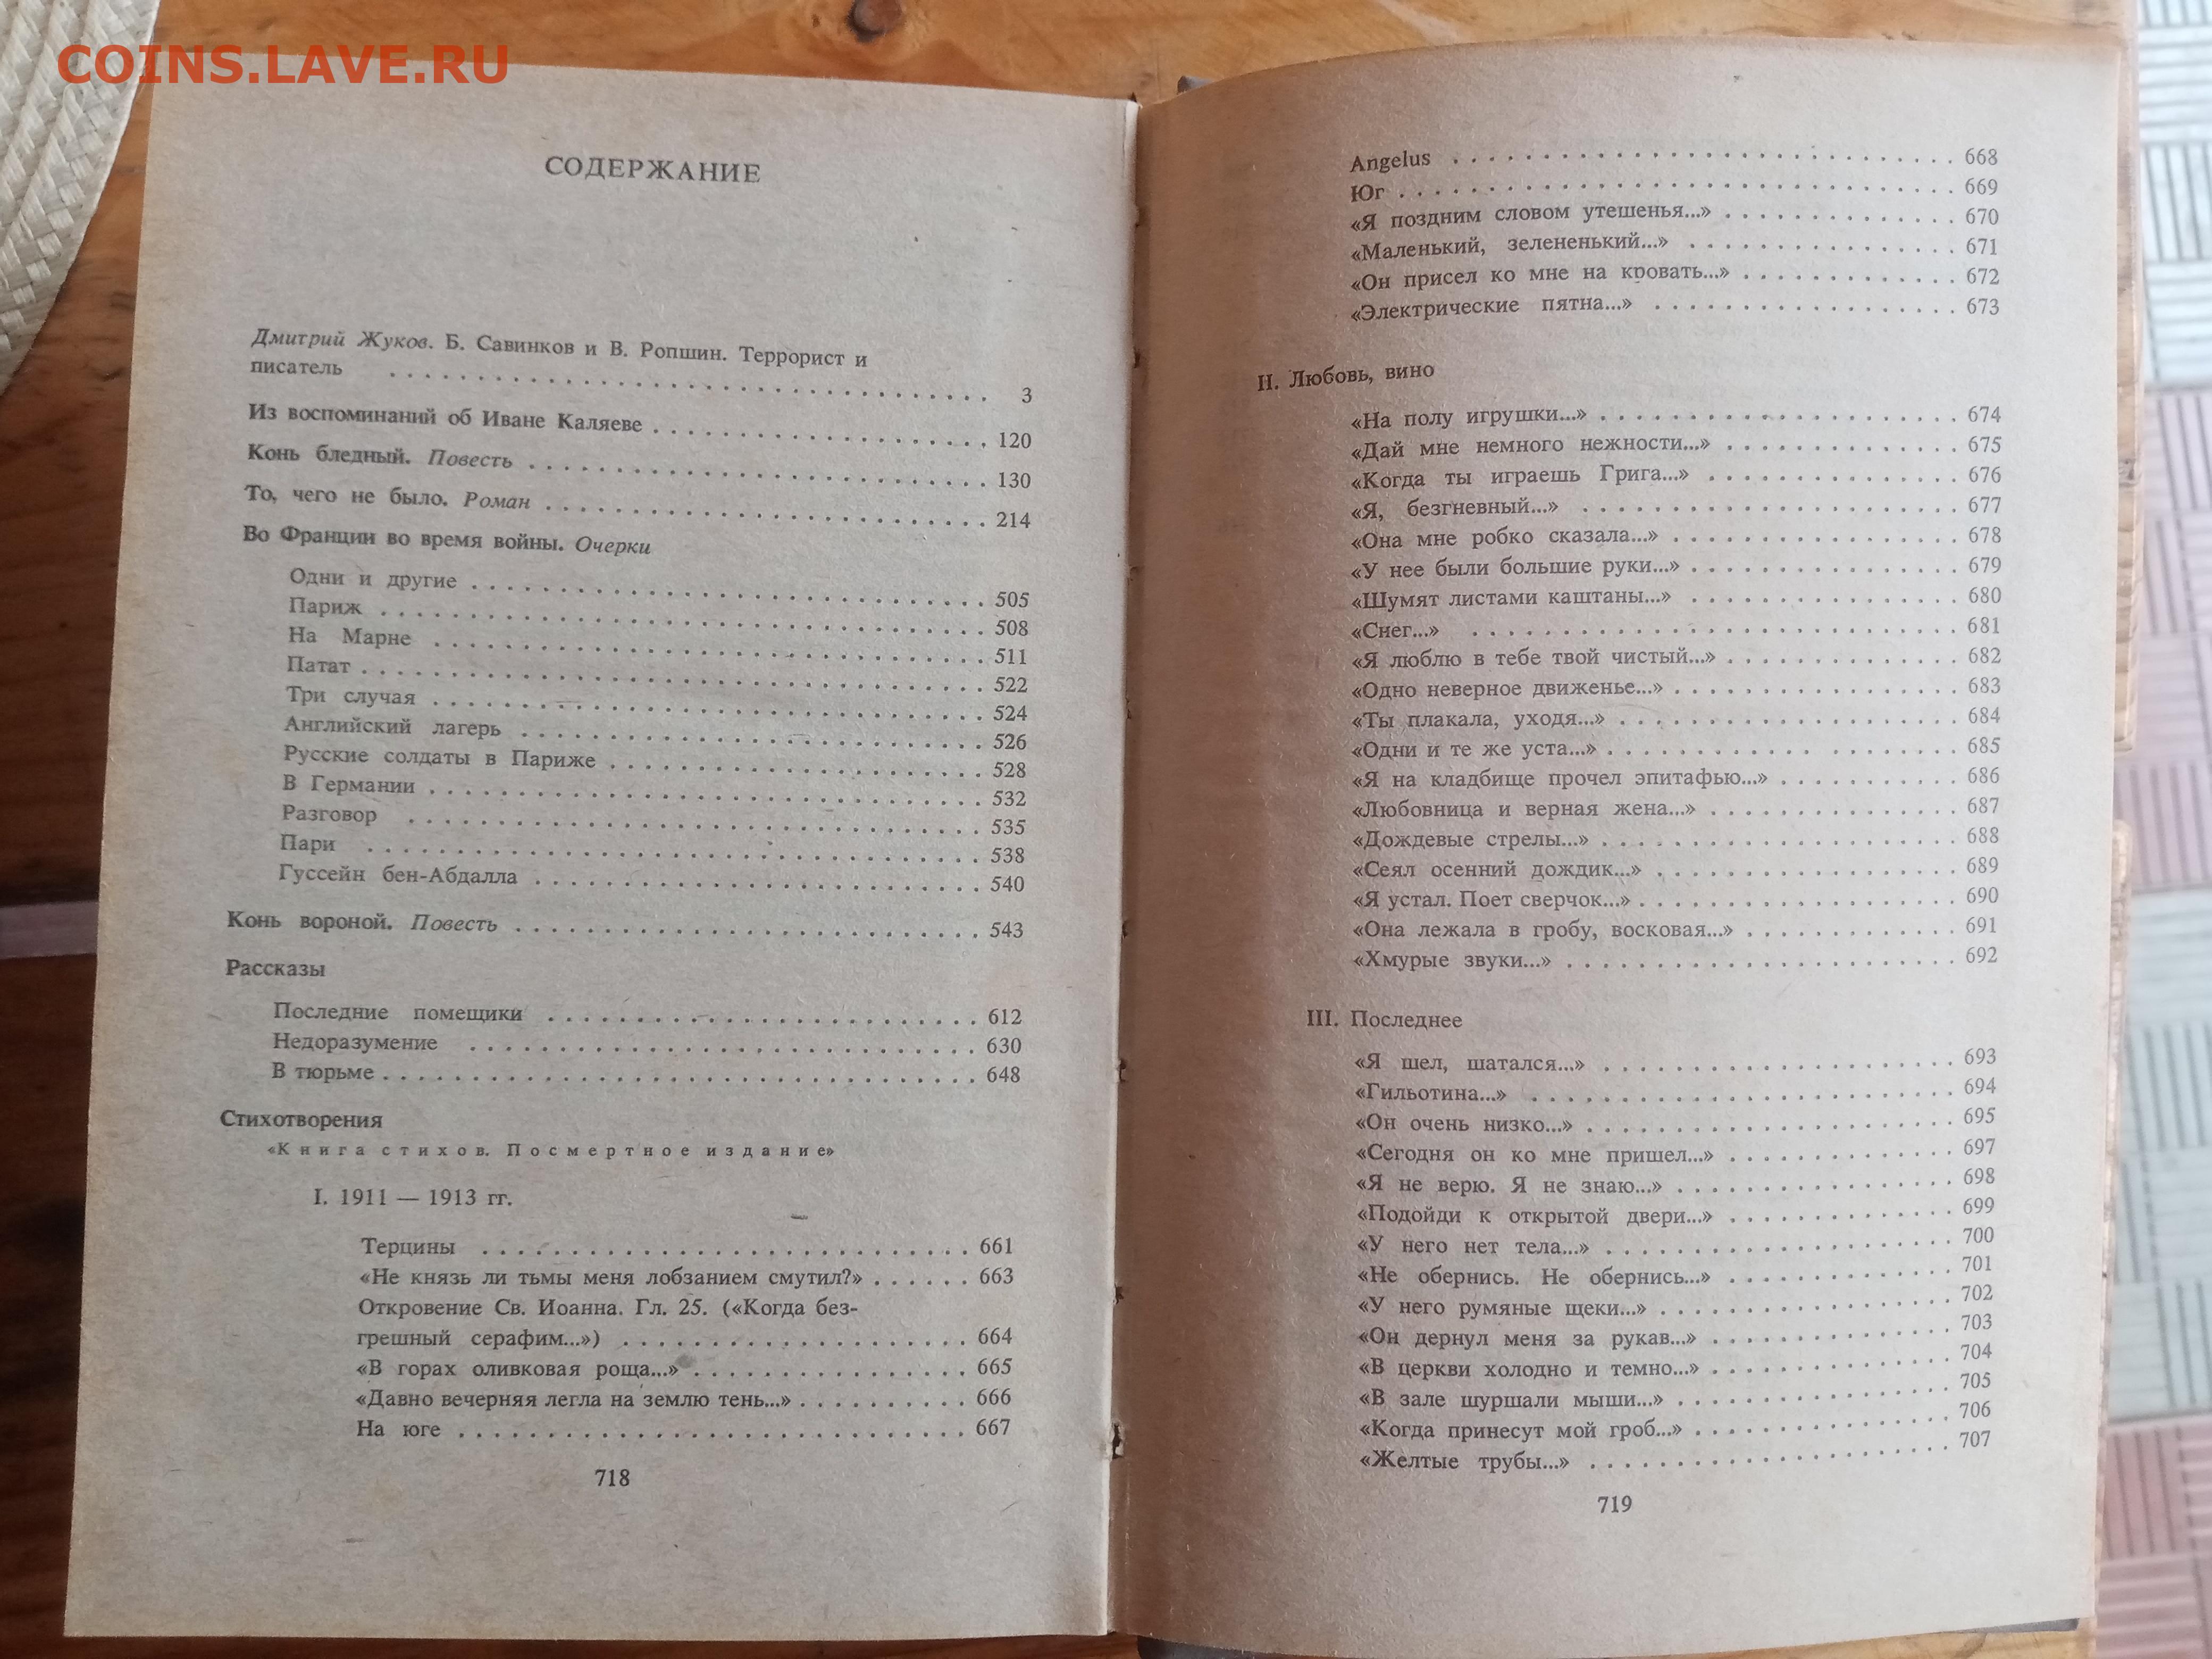 COINS.LAVE.RU
СОДЕРЖАНИЕ
Дмитрий Жуков. Б. Савинков и В. Ропшин. Террорист и
писатель . . . . . . . . . . 3
Из воспоминаний об Иване Каляеве . . . . . . . . . . 120
Конь бледный. Повесть . . . . . . . . . . 130
То, чего не было. Роман . . . . . . . . . . 214
Во Франции во время войны. Очерки
Одни и другие . . . . . . . . . . 505
Париж . . . . . . . . . . 508
На Марне . . . . . . . . . . 511
Патат . . . . . . . . . . 522
Три случая . . . . . . . . . . 524
Английский лагерь . . . . . . . . . . 526
Русские солдаты в Париже . . . . . . . . . . 528
В Германии . . . . . . . . . . 532
Разговор . . . . . . . . . . 535
Пари . . . . . . . . . . 538
Гуссейн бен-Абдалла . . . . . . . . . . 540
Конь вороной. Повесть . . . . . . . . . . 543
Рассказы
Последние помещики . . . . . . . . . . 612
Недоразумение . . . . . . . . . . 630
В тюрьме . . . . . . . . . . 648
Стихотворения
«Книга стихов. Посмертное издание»
I. 1911 — 1913 гг.
Терцины . . . . . . . . . . 661
«Не князь ли тьмы меня лобзанием смутил?» . . . . . . 663
Откровение Св. Иоанна. Гл. 25. («Когда без-
грешный серафим...») . . . . . . . . . . 664
«В горах оливковая роща...» . . . . . . . . . . 665
«Давно вечерняя легла на землю тень...» . . . . . . . . . . 666
На юге . . . . . . . . . . 667
718
Angelus . . . . . . . . . . 668
Юг . . . . . . . . . . 669
«Я поздним словом утешенья...» . . . . . . . . . . 670
«Маленький, зелененький...» . . . . . . . . . . 671
«Он присел ко мне на кровать...» . . . . . . . . . . 672
«Электрические пятна...» . . . . . . . . . . 673
II. Любовь, вино
«На полу игрушки...» . . . . . . . . . . 674
«Дай мне немного нежности...» . . . . . . . . . . 675
«Когда ты играешь Грига...» . . . . . . . . . . 676
«Я, безгневный...» . . . . . . . . . . 677
«Она мне робко сказала...» . . . . . . . . . . 678
«У нее были большие руки...» . . . . . . . . . . 679
«Шумят листами каштаны...» . . . . . . . . . . 680
«Снег...» . . . . . . . . . . 681
«Я люблю в тебе твой чистый...» . . . . . . . . . . 682
«Одно неверное движенье...» . . . . . . . . . . 683
«Ты плакала, уходя...» . . . . . . . . . . 684
«Одни и те же уста...» . . . . . . . . . . 685
«Я на кладбище прочел эпитафью...» . . . . . . . . . . 686
«Любовница и верная жена...» . . . . . . . . . . 687
«Дождевые стрелы...» . . . . . . . . . . 688
«Сеял осенний дождик...» . . . . . . . . . . 689
«Я устал. Поет сверчок...» . . . . . . . . . . 690
«Она лежала в гробу, восковая...» . . . . . . . . . . 691
«Хмурые звуки...» . . . . . . . . . . 692
III. Последнее
«Я шел, шатался...» . . . . . . . . . . 693
«Гильотина...» . . . . . . . . . . 694
«Он очень низко...» . . . . . . . . . . 695
«Сегодня он ко мне пришел...» . . . . . . . . . . 697
«Я не верю. Я не знаю...» . . . . . . . . . . 698
«Подойди к открытой двери...» . . . . . . . . . . 699
«У него нет тела...» . . . . . . . . . . 700
«Не обернись. Не обернись...» . . . . . . . . . . 701
«У него румяные щеки...» . . . . . . . . . . 702
«Он дернул меня за рукав...» . . . . . . . . . . 703
«В церкви холодно и темно...» . . . . . . . . . . 704
«В зале шуршали мыши...» . . . . . . . . . . 705
«Когда принесут мой гроб...» . . . . . . . . . . 706
«Желтые трубы...» . . . . . . . . . . 707
719